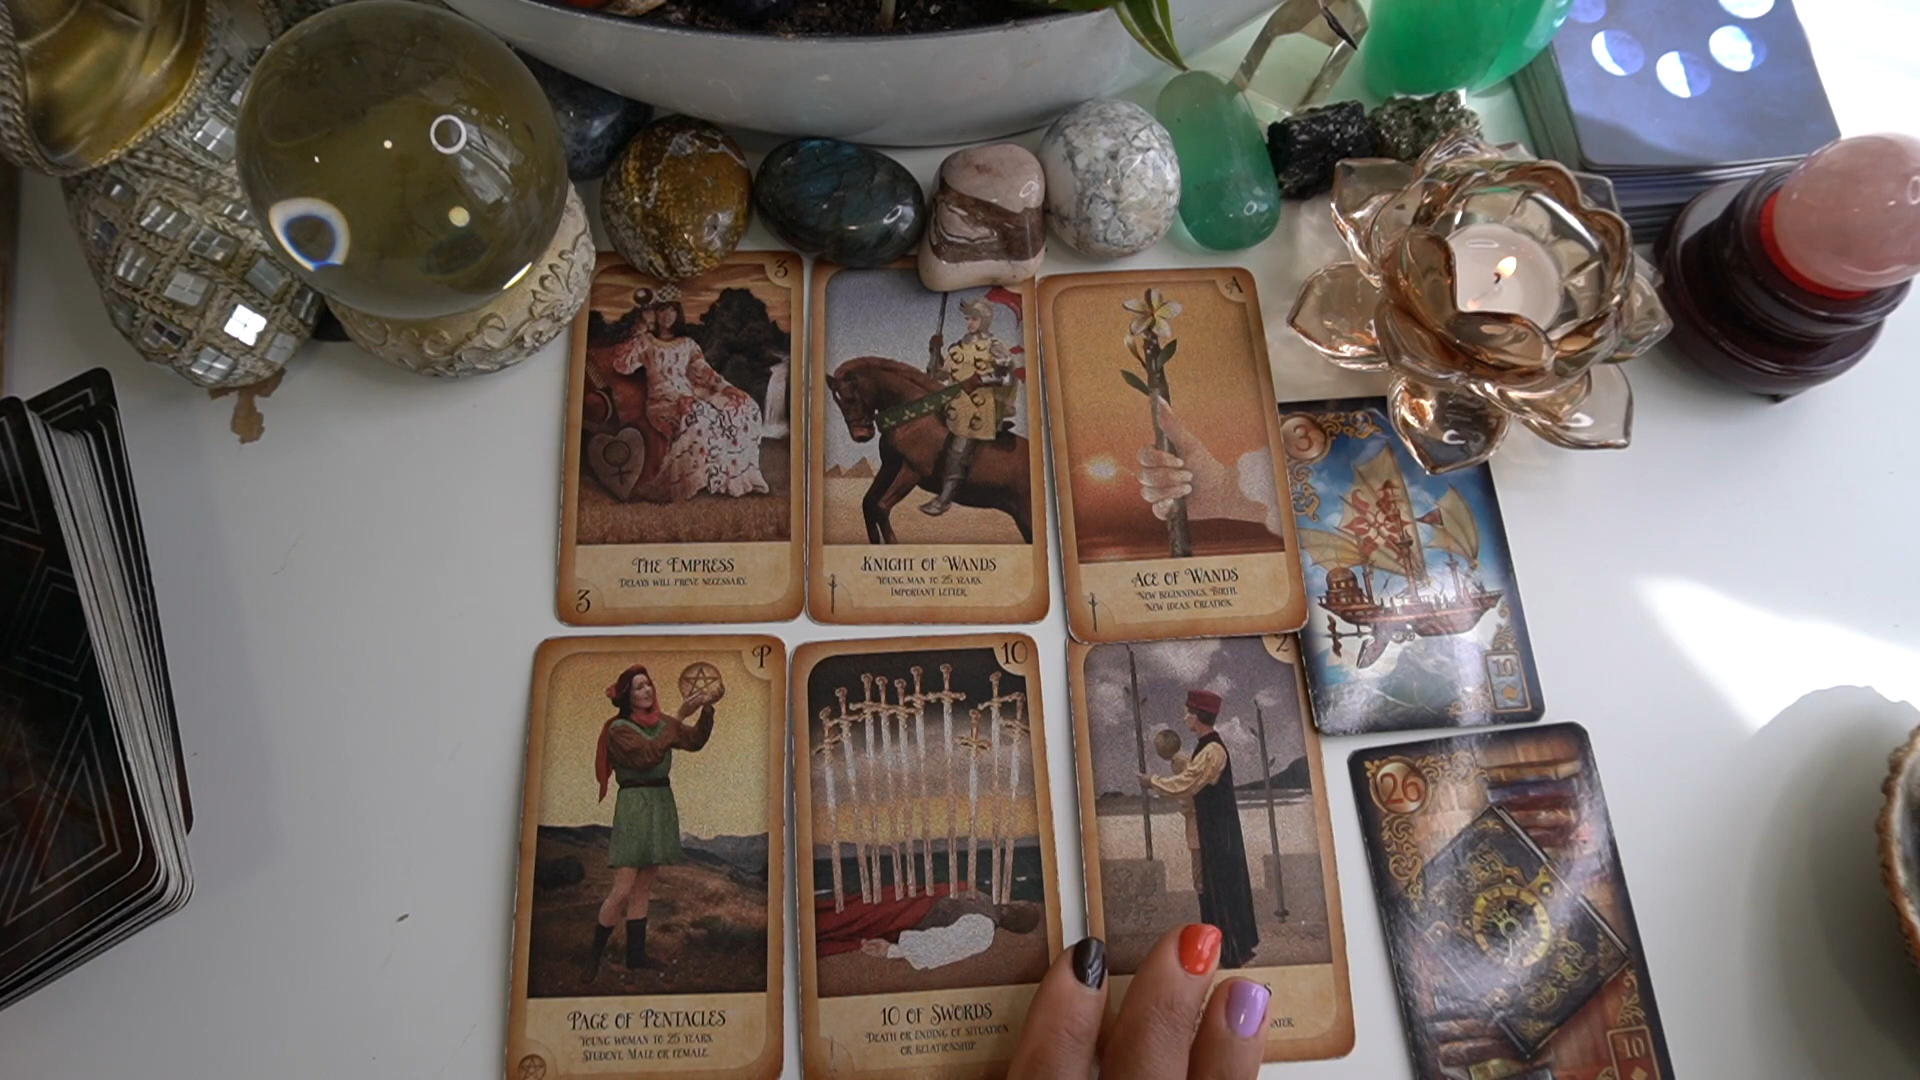 3
THE EMPRESS
DELAYS WILL PROVE NECESSARY.
3
KNIGHT OF WANDS
YOUNG MAN TO 25 YEARS.
IMPORTANT LETTER.
A
ACE OF WANDS
NEW BEGINNINGS. BIRTH.
NEW IDEAS. CREATION.
3
10
P
PAGE OF PENTACLES
YOUNG WOMAN TO 25 YEARS.
STUDENT, MALE OR FEMALE.
10
10 OF SWORDS
DEATH OR ENDING OF SITUATION
OR RELATIONSHIP.
2
26
10